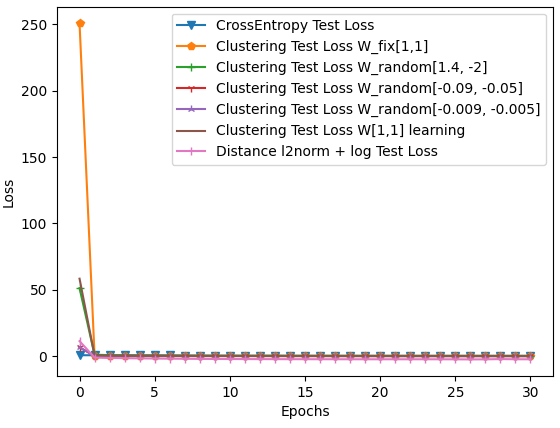 CrossEntropy Test Loss
Clustering Test Loss W_fix[1,1]
Clustering Test Loss W_random[1.4, -2]
Clustering Test Loss W_random[-0.09, -0.05]
Clustering Test Loss W_random[-0.009, -0.005]
Clustering Test Loss W[1,1] learning
Distance l2norm + log Test Loss
250
200
150
100
50
0
Loss
0 5 10 15 20 25 30
Epochs